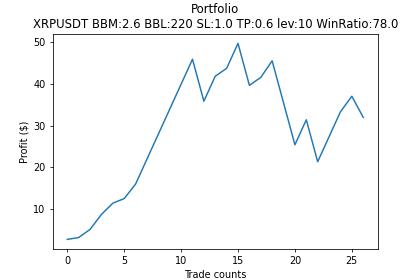 Portfolio
XRPUSDT BBM:2.6 BBL:220 SL:1.0 TP:0.6 lev:10 WinRatio:78.0
50
40
30
20
10
Profit ($)
0 5 10 15 20 25
Trade counts